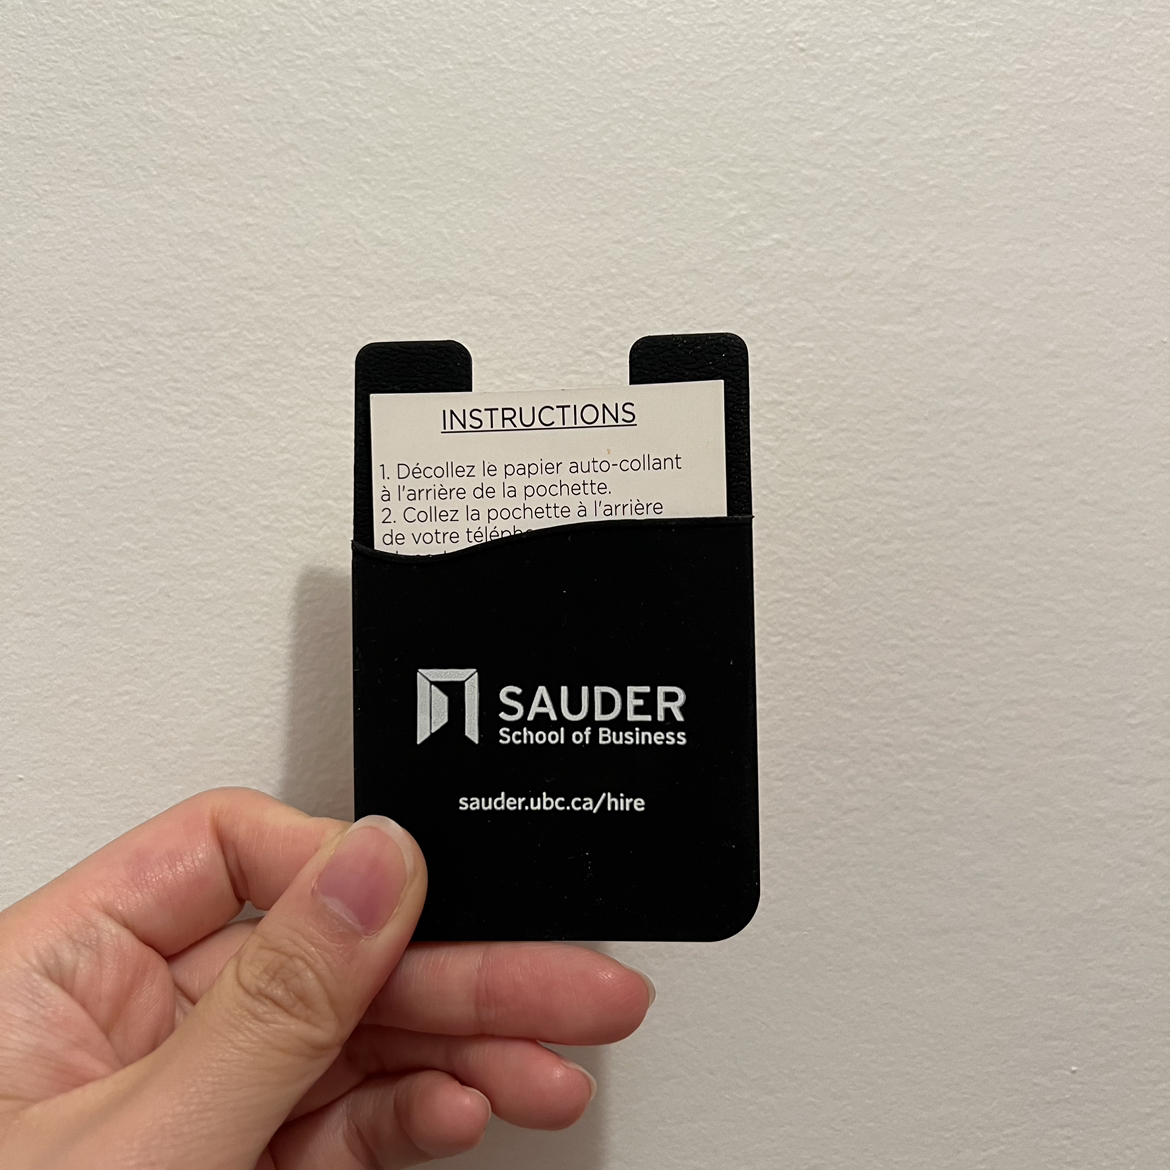 INSTRUCTIONS
1. Décollez le papier auto-collant
à l'arrière de la pochette.
2. Collez la pochette à l'arrière
de votre
SAUDER
School of Business
sauder.ubc.ca/hire